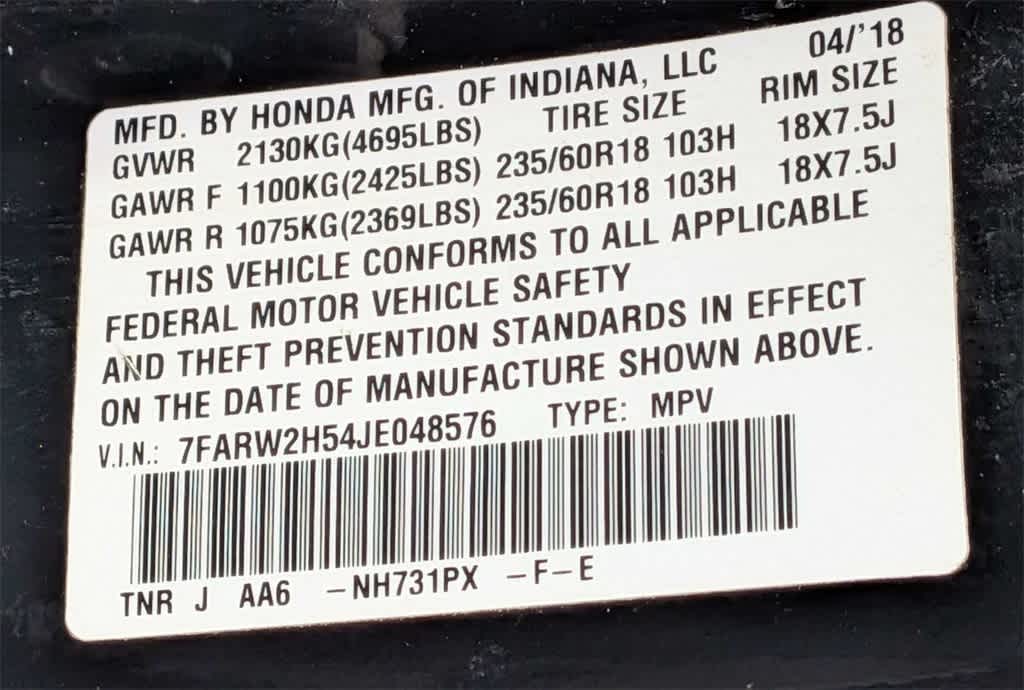 04/'18
MFD. BY HONDA MFG. OF INDIANA, LLC
GVWR 2130KG(4695LBS) TIRE SIZE RIM SIZE
GAWR F 1100KG(2425LBS) 235/60R18 103H 18X7.5J
GAWR R 1075KG(2369LBS) 235/60R18 103H 18X7.5J
THIS VEHICLE CONFORMS TO ALL APPLICABLE
FEDERAL MOTOR VEHICLE SAFETY
AND THEFT PREVENTION STANDARDS IN EFFECT
ON THE DATE OF MANUFACTURE SHOWN ABOVE.
V.I.N.: 7FARW2H54JE048576 TYPE: MPV
TNR J AA6 -NH731PX -F-E